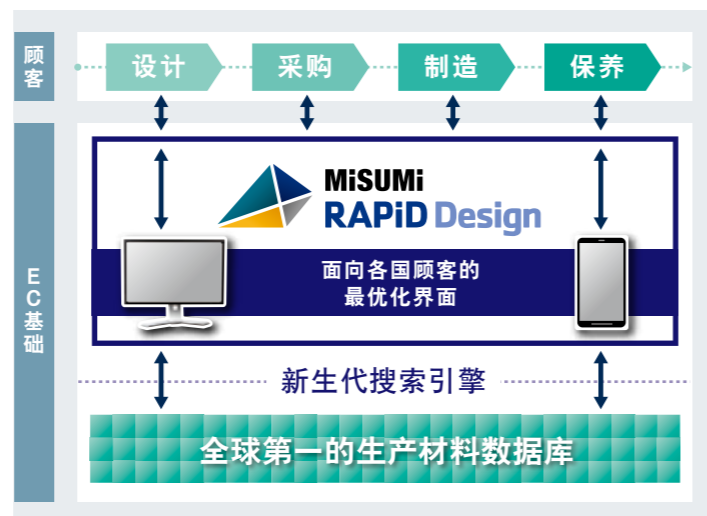 顾客
设计
采购
制造
保养
EC基础
MiSUMi
RAPiD Design
面向各国顾客的
最优化界面
新生代搜索引擎
全球第一的生产材料数据库